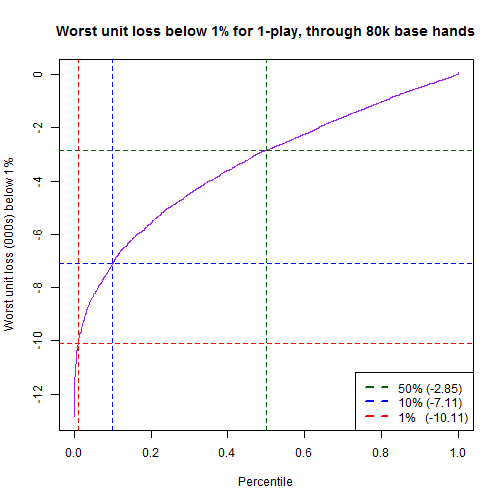 Worst unit loss below 1% for 1-play, through 80k base hands
Worst unit loss (000s) below 1%
0
-2
-4
-6
-8
-10
-12
50% (-2.85)
10% (-7.11)
1% (-10.11)
0.0 0.2 0.4 0.6 0.8 1.0
Percentile